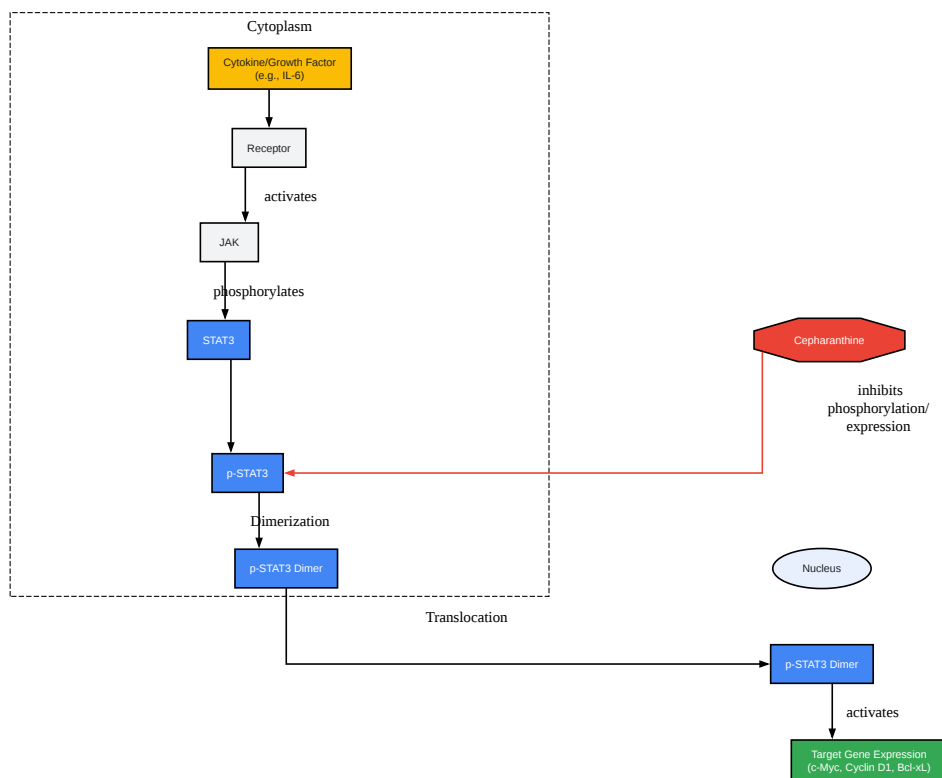 Cytoplasm
Cytokine/Growth Factor
(e.g., IL-6)
Receptor
activates
JAK
phosphorylates
STAT3
Cepharanthine
inhibits
phosphorylation/
expression
p-STAT3
Dimerization
p-STAT3 Dimer
Nucleus
Translocation
p-STAT3 Dimer
activates
Target Gene Expression
(c-Myc, Cyclin D1, Bcl-xL)